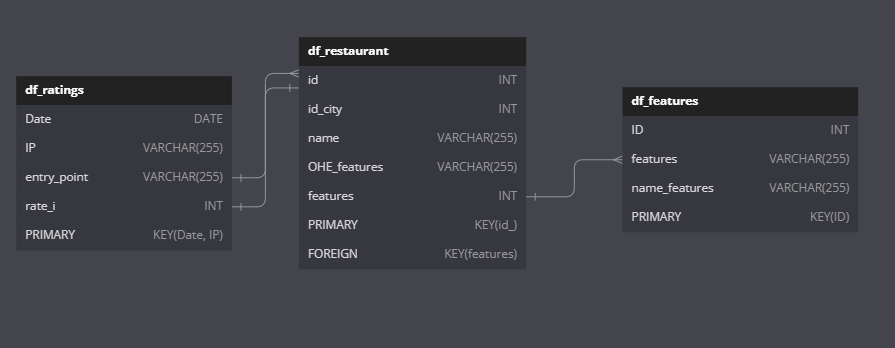 df_ratings
Date DATE
IP VARCHAR(255)
entry_point VARCHAR(255)
rate_i INT
PRIMARY KEY(Date, IP)
df_restaurant
id INT
id_city INT
name VARCHAR(255)
OHE_features VARCHAR(255)
features INT
PRIMARY KEY(id_)
FOREIGN KEY(features)
df_features
ID INT
features VARCHAR(255)
name_features VARCHAR(255)
PRIMARY KEY(ID)